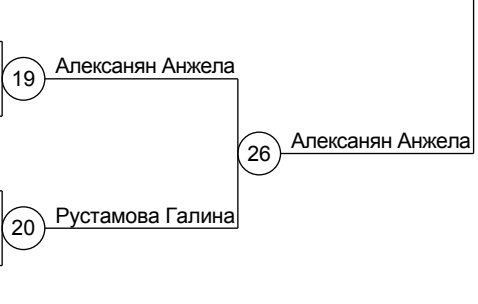 19 Алексанян Анжела
26 Алексанян Анжела
20 Рустамова Галина